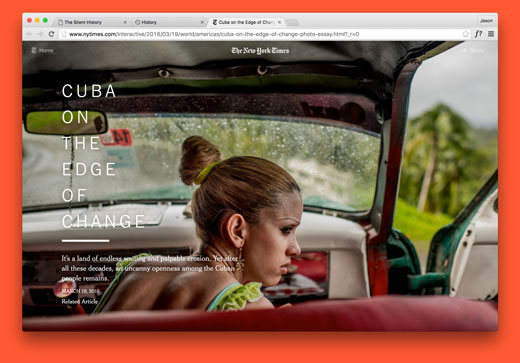 The Silent History
History
Cuba on the Edge of Chang
Jason
www.nytimes.com/interactive/2016/03/19/world/americas/cuba-on-the-edge-of-change-photo-essay.html?_r=0
f?
Home
The New York Times
Share
CUBA
ON
THE
EDGE
OF
CHANGE
It's a land of endless waiting and palpable erosion. Yet after
all these decades, an uncanny openness among the Cuban
people remains.
MARCH 19, 2016
Related Article